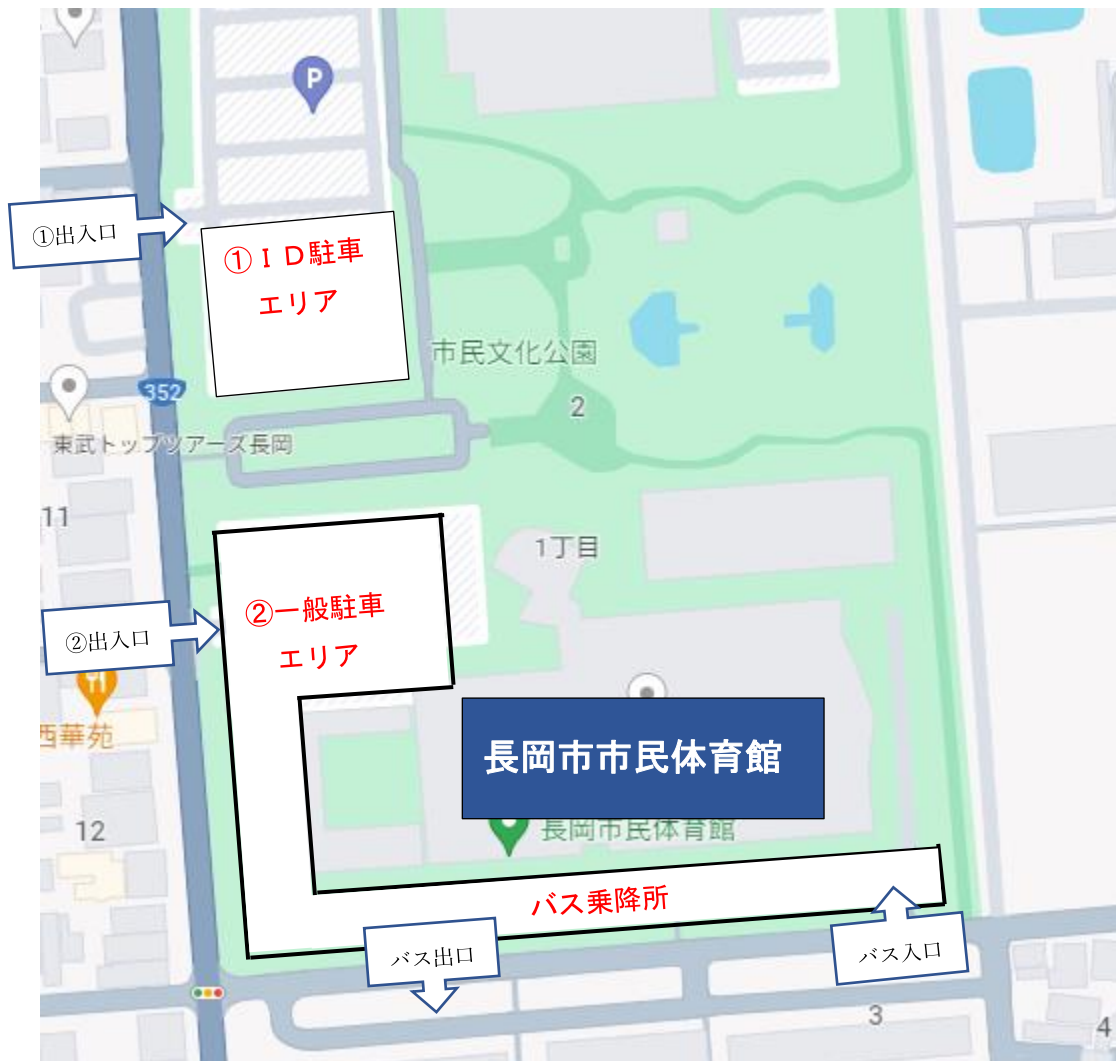 P
①出入口
①ＩＤ駐車
エリア
市民文化公園
352
2
東武トップツアーズ長岡
11
1丁目
②一般駐車
エリア
②出入口
西華苑
長岡市市民体育館
長岡市民体育館
12
バス乗降所
バス出口
バス入口
3
4